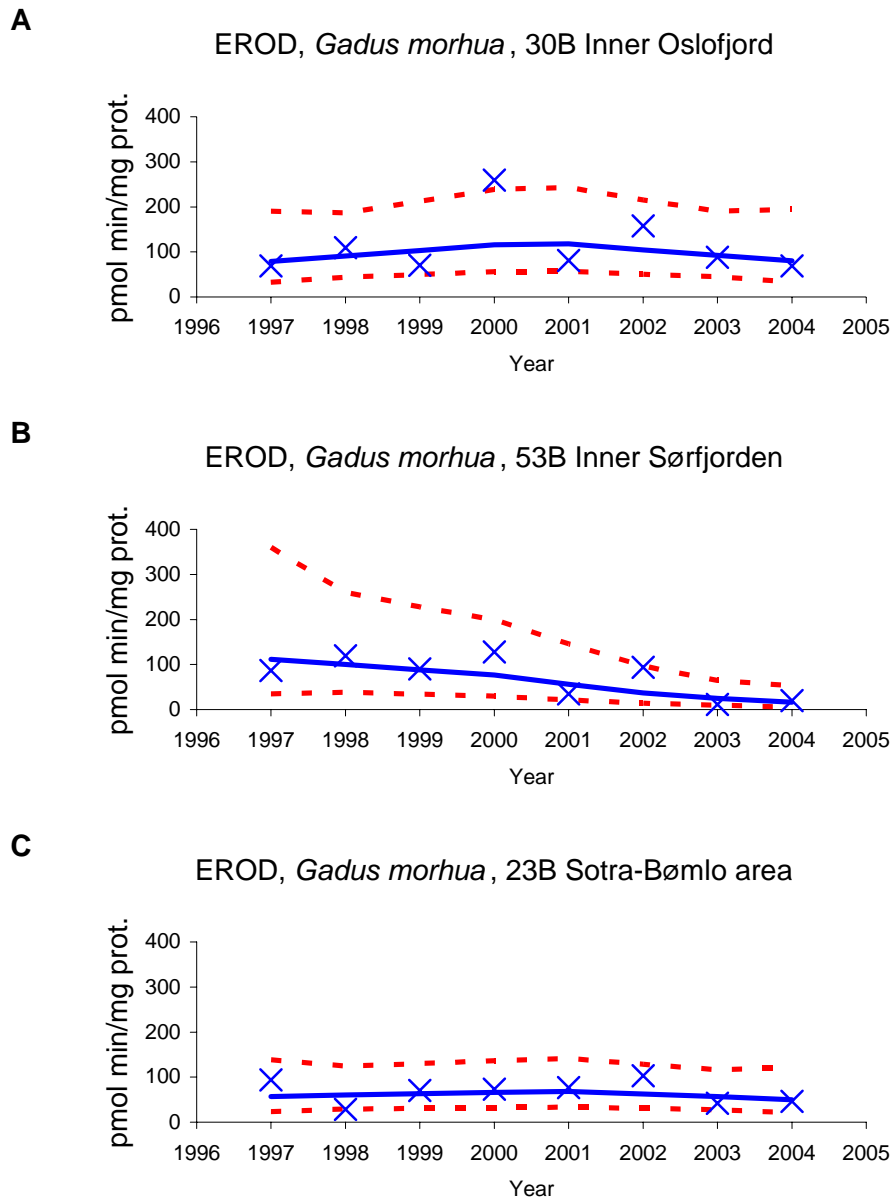 A
EROD, Gadus morhua , 30B Inner Oslofjord
pmol min/mg prot.
400
300
200
100
0
1996 1997 1998 1999 2000 2001 2002 2003 2004 2005
Year
B
EROD, Gadus morhua , 53B Inner Sørfjorden
pmol min/mg prot.
400
300
200
100
0
1996 1997 1998 1999 2000 2001 2002 2003 2004 2005
Year
C
EROD, Gadus morhua , 23B Sotra-Bømlo area
pmol min/mg prot.
400
300
200
100
0
1996 1997 1998 1999 2000 2001 2002 2003 2004 2005
Year